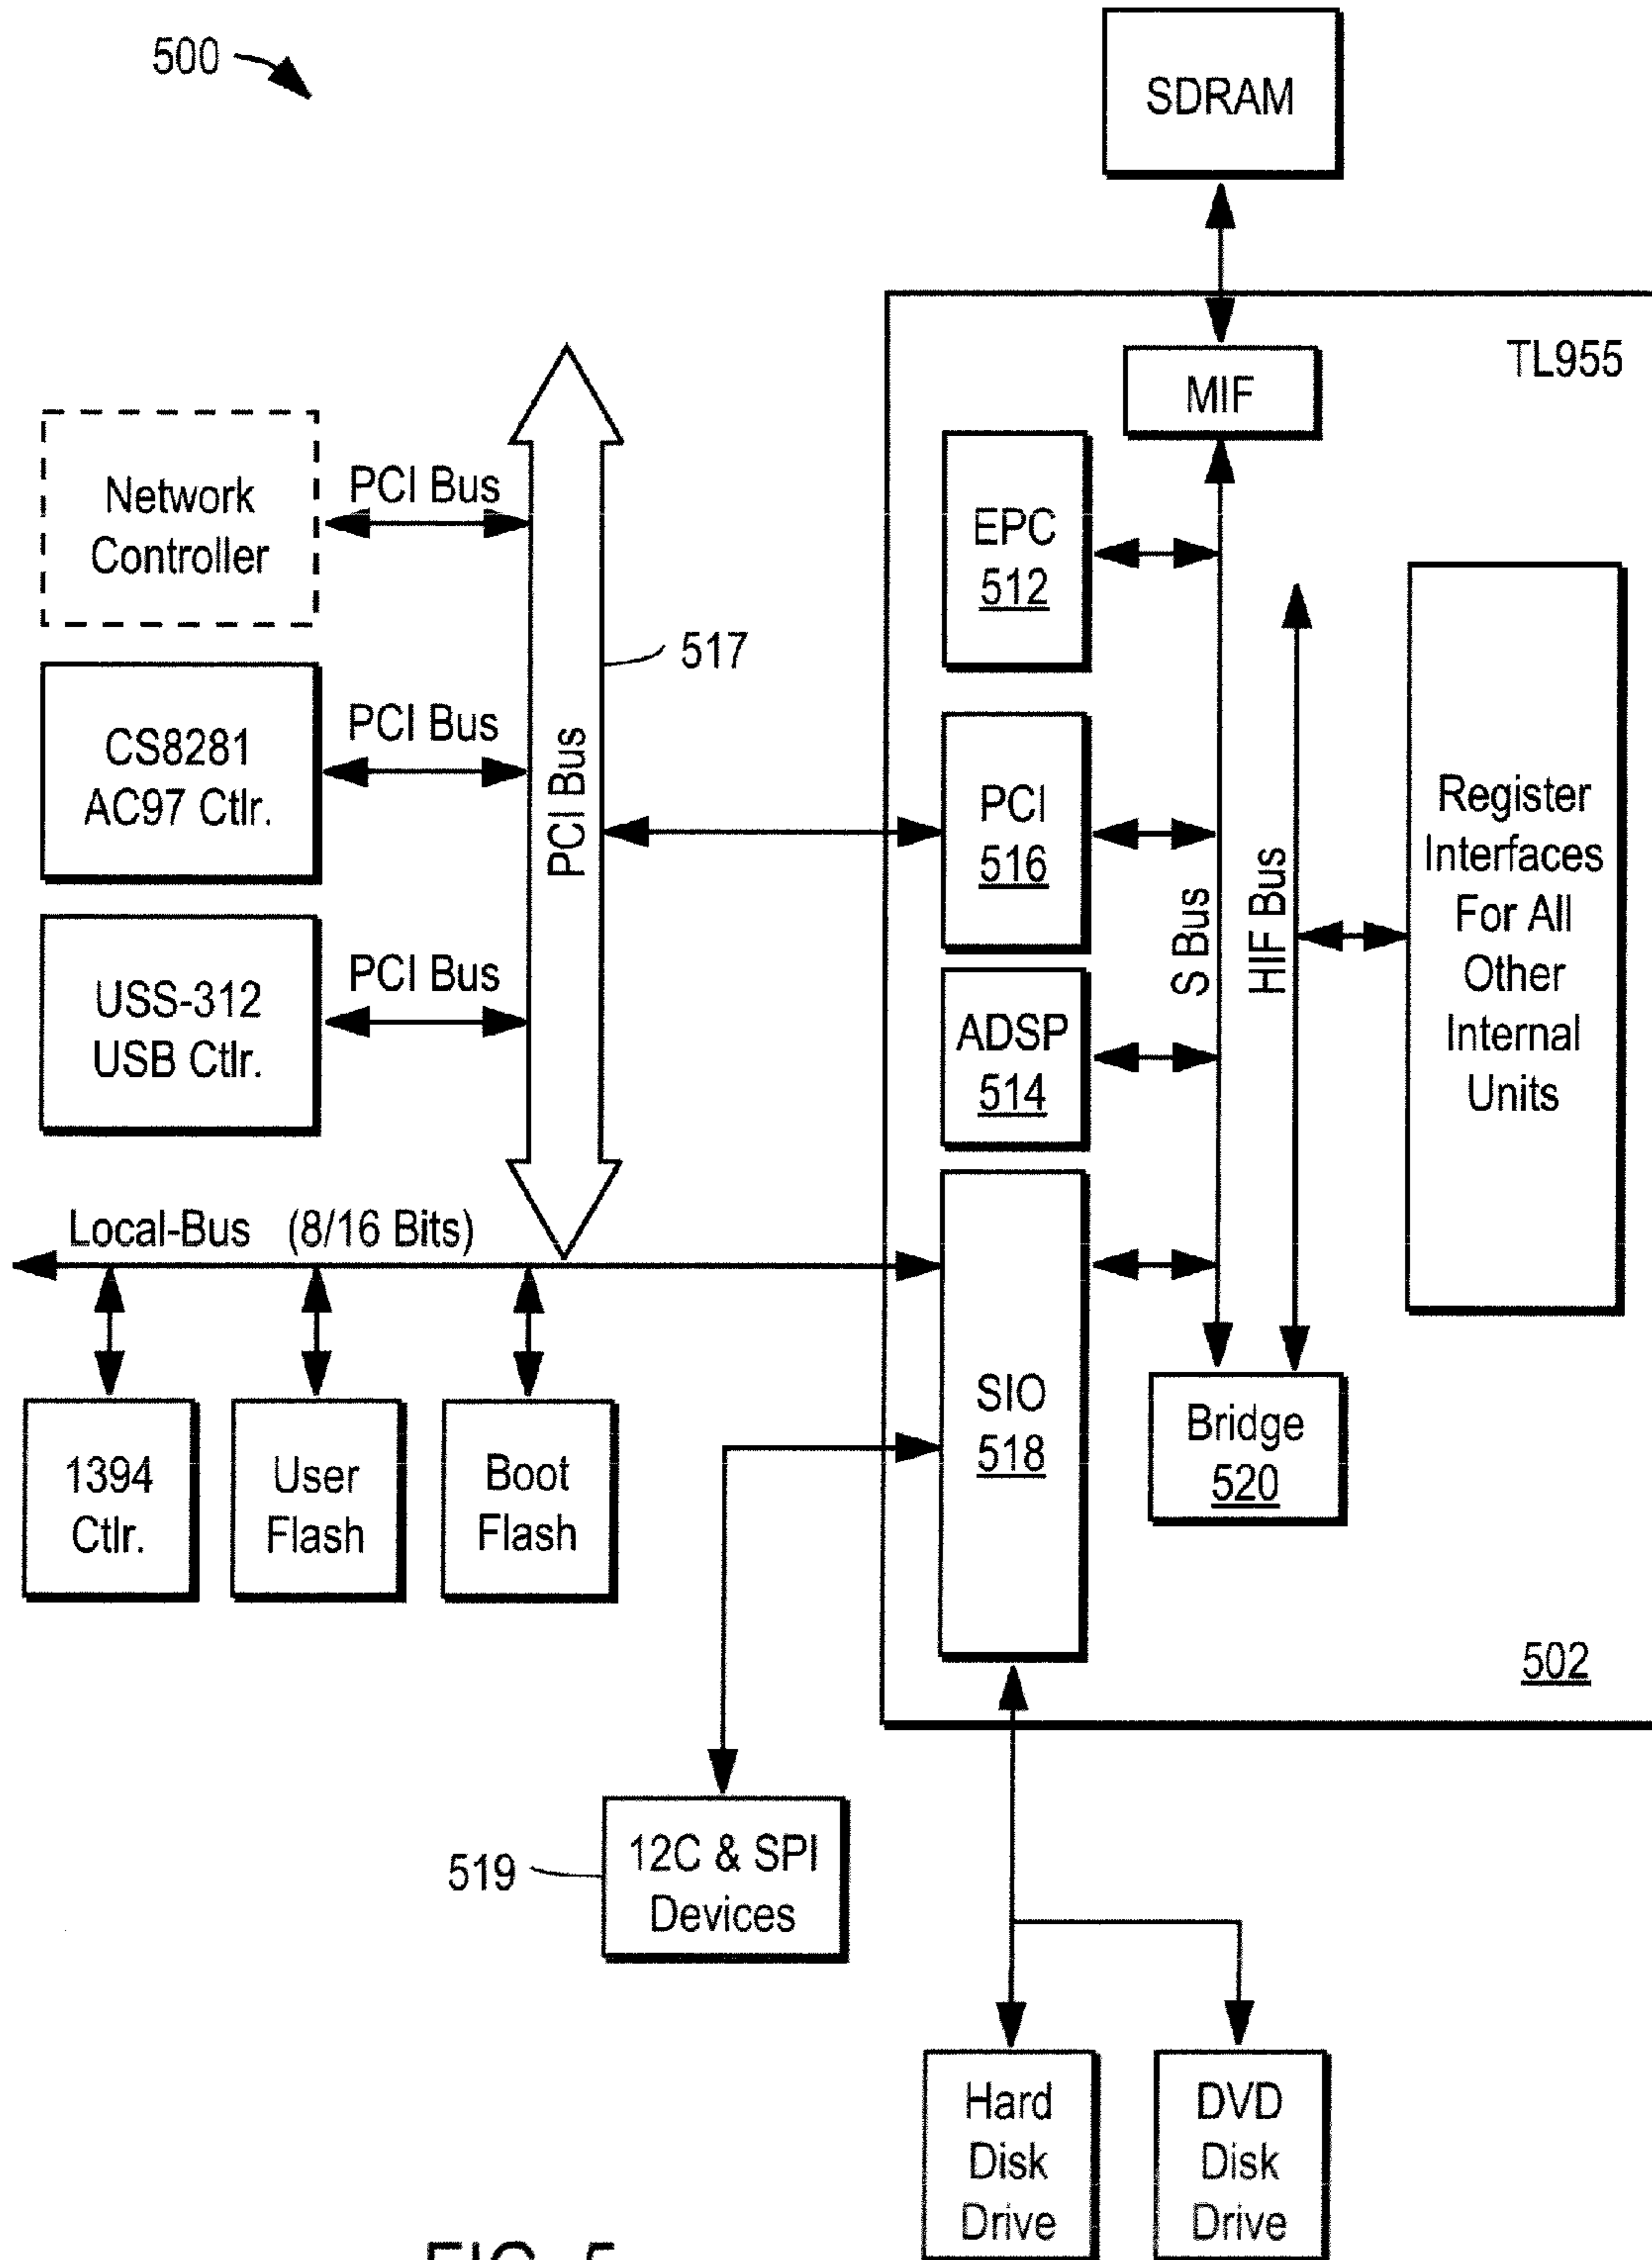 500
SDRAM
TL955
MIF
Network
Controller
PCI Bus
EPC
512
517
CS8281
AC97 Ctlr.
PCI Bus
PCI Bus
PCI
516
S Bus
HIF Bus
Register
Interfaces
For All
Other
Internal
Units
USS-312
USB Ctlr.
PCI Bus
ADSP
514
Local-Bus (8/16 Bits)
SIO
518
Bridge
520
1394
Ctlr.
User
Flash
Boot
Flash
502
519
12C & SPI
Devices
Hard
Disk
Drive
DVD
Disk
Drive
FIG. 5